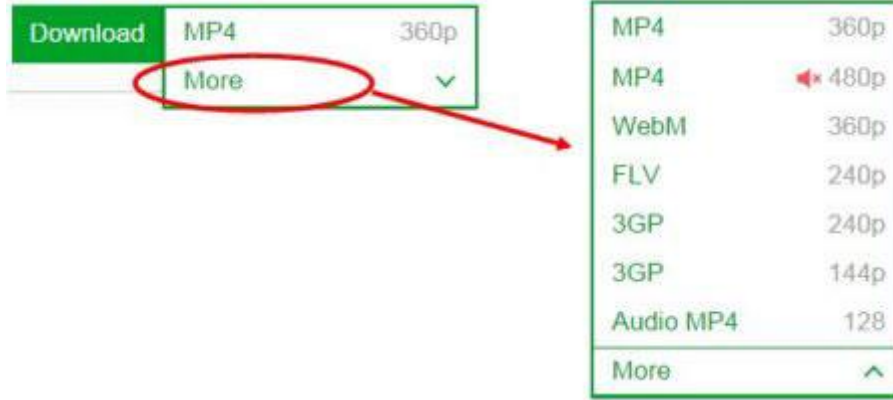 Download MP4 360p
More
MP4 360p
MP4 480p
WebM 360p
FLV 240p
3GP 240p
3GP 144p
Audio MP4 128
More